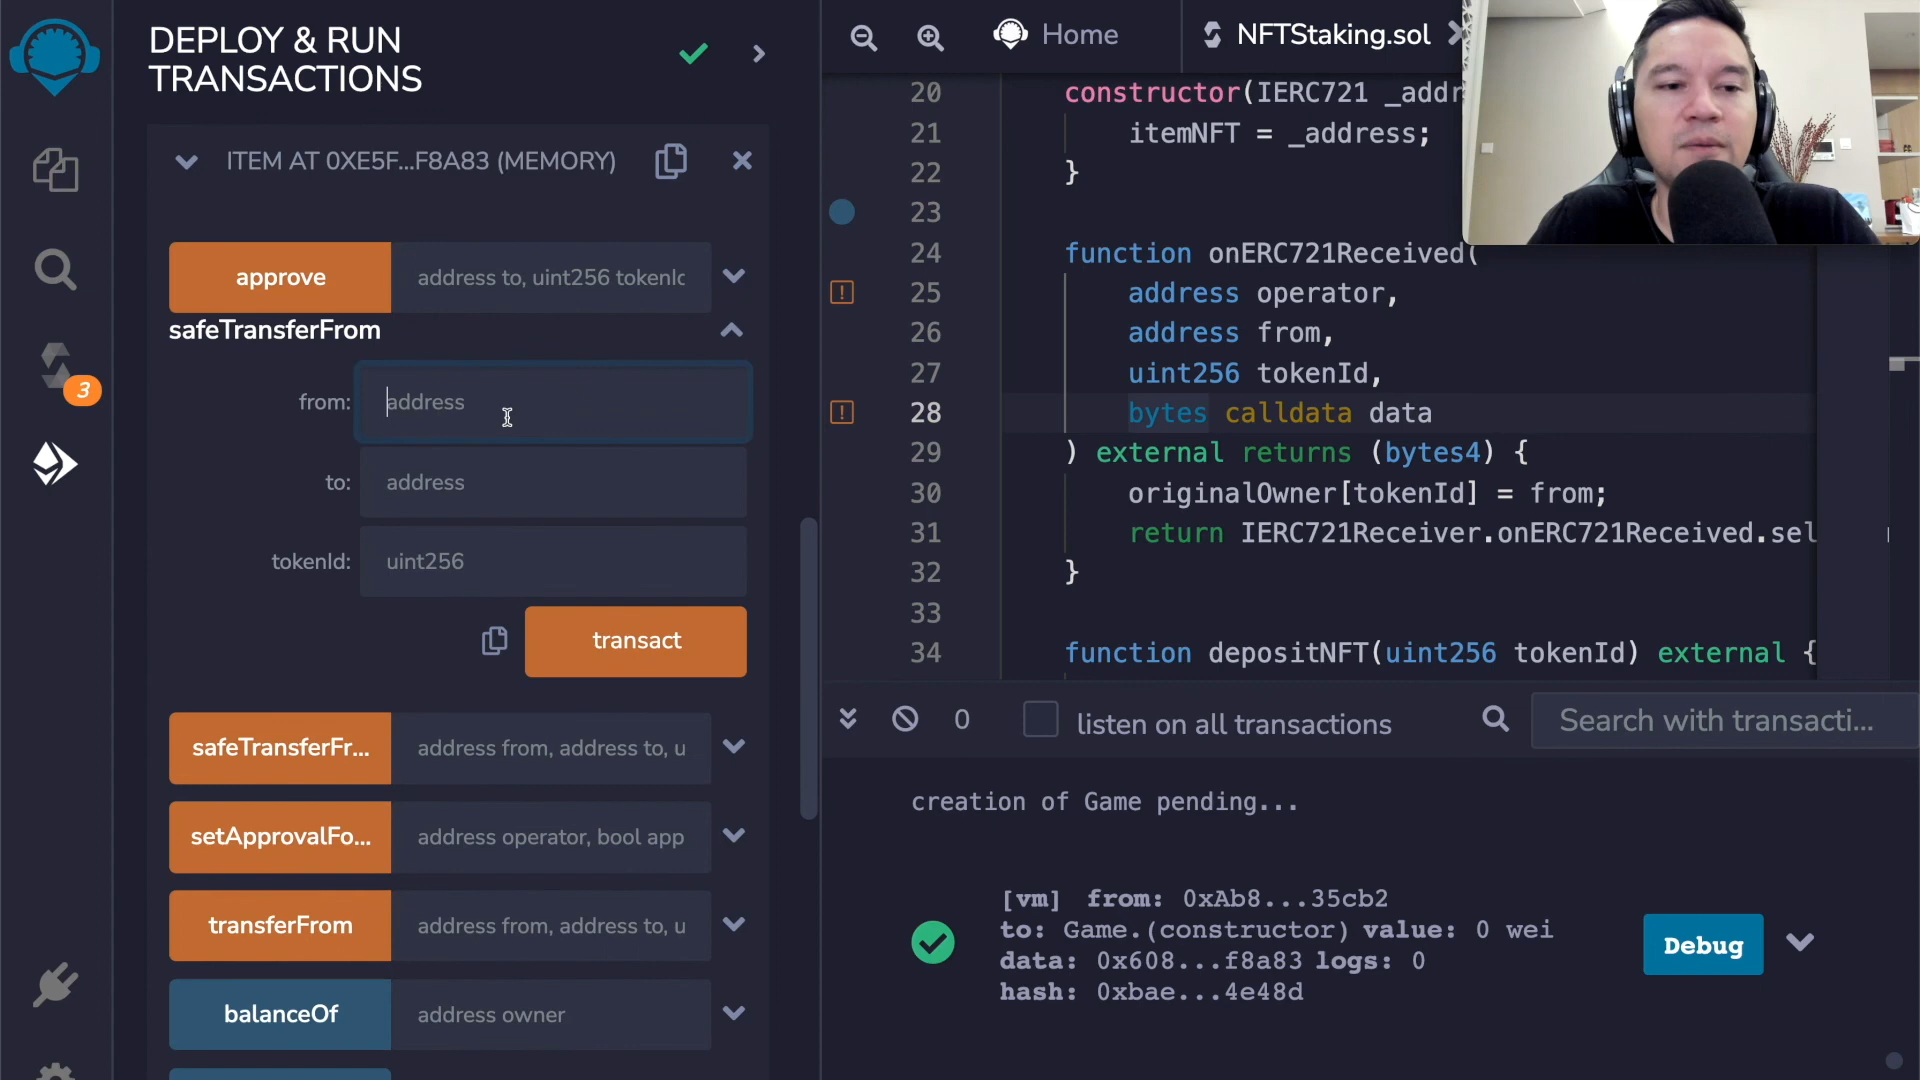 DEPLOY & RUN
TRANSACTIONS
ITEM AT 0XE5F...F8A83 (MEMORY)
approve
address to, uint256 tokenId
safeTransferFrom
from:
address
to:
address
tokenId:
uint256
transact
safeTransferFr...
address from, address to, u
setApprovalFo...
address operator, bool app
transferFrom
address from, address to, u
balanceOf
address owner
3
Home
NFTStaking.sol
20 constructor(IERC721 _addr
21 itemNFT = _address;
22 }
23
24 function onERC721Received(
25 address operator,
26 address from,
27 uint256 tokenId,
28 bytes calldata data
29 ) external returns (bytes4) {
30 originalOwner[tokenId] = from;
31 return IERC721Receiver.onERC721Received.sel
32 }
33
34 function depositNFT(uint256 tokenId) external {
0
listen on all transactions
Search with transacti...
creation of Game pending...
[vm] from: 0xAb8...35cb2
to: Game.(constructor) value: 0 wei
data: 0x608...f8a83 logs: 0
hash: 0xbae...4e48d
Debug